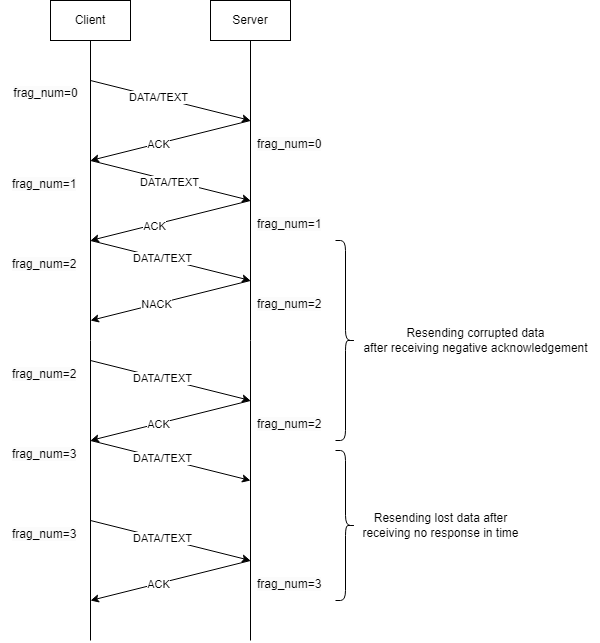 Client
Server
frag_num=0
DATA/TEXT
ACK
frag_num=0
frag_num=1
DATA/TEXT
ACK
frag_num=1
frag_num=2
DATA/TEXT
NACK
frag_num=2
Resending corrupted data
after receiving negative acknowledgement
frag_num=2
DATA/TEXT
ACK
frag_num=2
frag_num=3
DATA/TEXT
Resending lost data after
receiving no response in time
frag_num=3
DATA/TEXT
ACK
frag_num=3